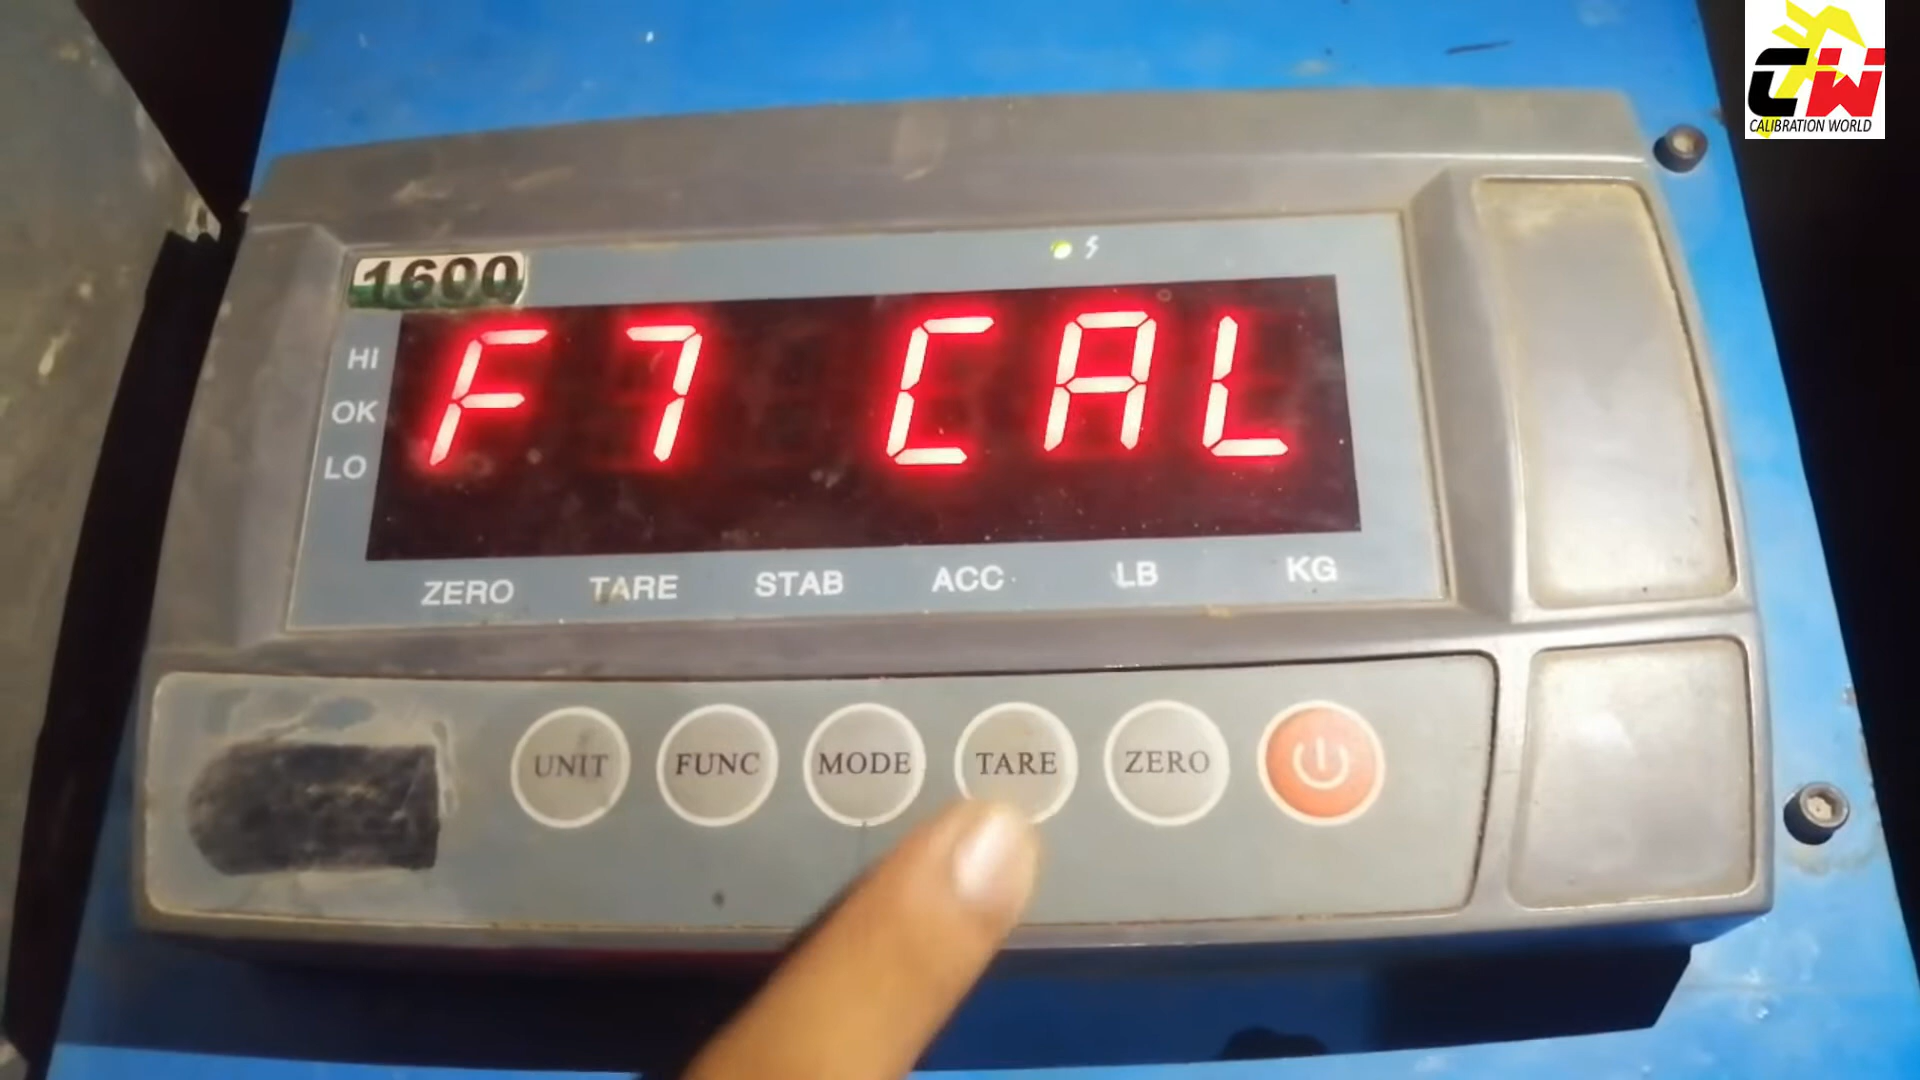 CW
CALIBRATION WORLD
1600
HI
OK
LO
F7 CAL
ZERO TARE STAB ACC LB KG
UNIT FUNC MODE TARE ZERO